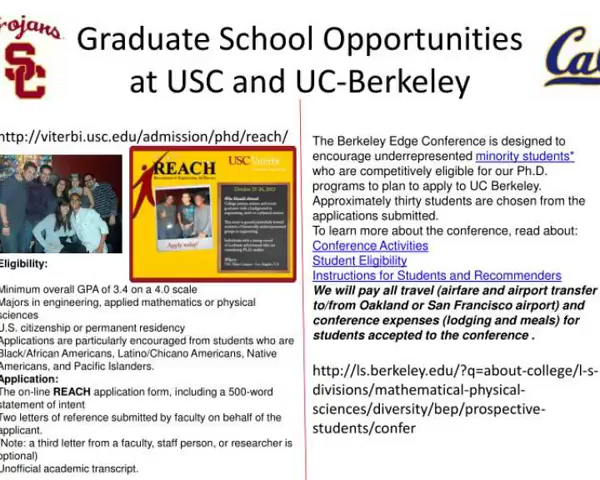 Trojans
SC
Graduate School Opportunities
at USC and UC-Berkeley
Cal
http://viterbi.usc.edu/admission/phd/reach/
REACH
USC Viterbi
October
Who Should Attend
Apply today!
Where
Eligibility:
Minimum overall GPA of 3.4 on a 4.0 scale
Majors in engineering, applied mathematics or physical
sciences
U.S. citizenship or permanent residency
Applications are particularly encouraged from students who are
Black/African Americans, Latino/Chicano Americans, Native
Americans, and Pacific Islanders.
Application:
The on-line REACH application form, including a 500-word
statement of intent
Two letters of reference submitted by faculty on behalf of the
applicant.
(Note: a third letter from a faculty, staff person, or researcher is
optional)
Unofficial academic transcript.
The Berkeley Edge Conference is designed to
encourage underrepresented minority students*
who are competitively eligible for our Ph.D.
programs to plan to apply to UC Berkeley.
Approximately thirty students are chosen from the
applications submitted.
To learn more about the conference, read about:
Conference Activities
Student Eligibility
Instructions for Students and Recommenders
We will pay all travel (airfare and airport transfer
to/from Oakland or San Francisco airport) and
conference expenses (lodging and meals) for
students accepted to the conference .
http://ls.berkeley.edu/?q=about-college/l-s-
divisions/mathematical-physical-
sciences/diversity/bep/prospective-
students/confer